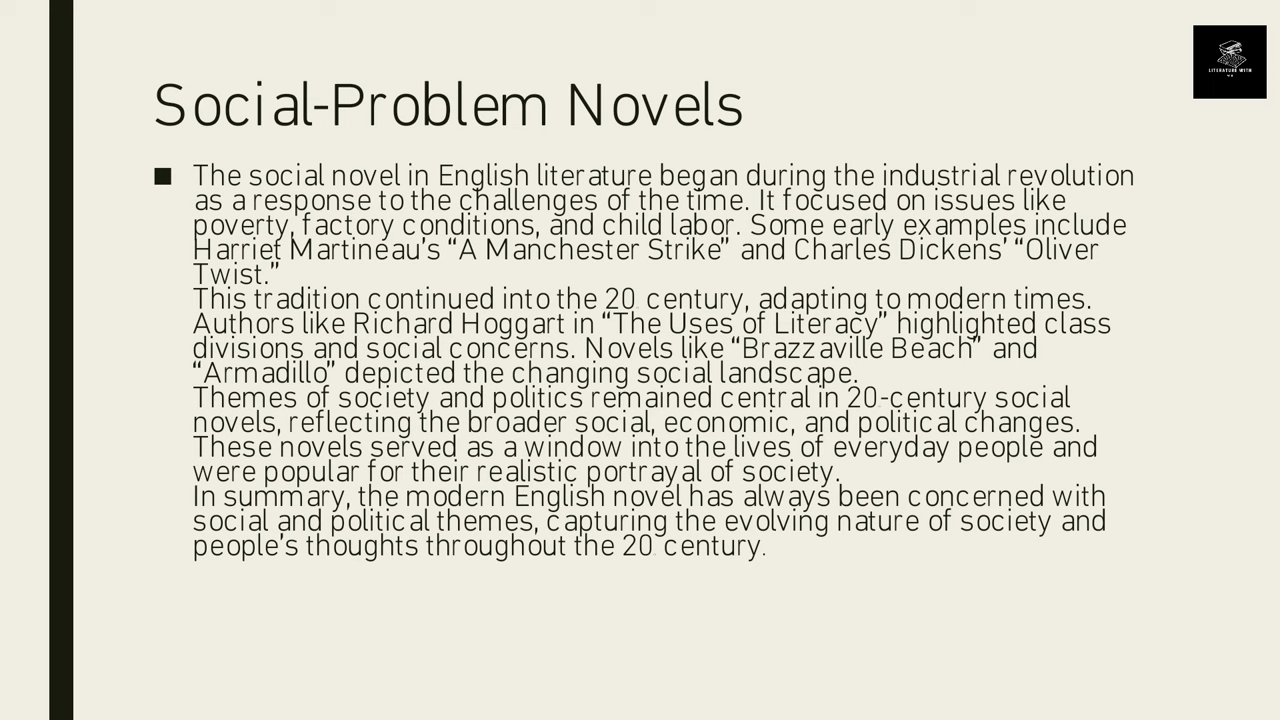 LITERATURE WITH
Social-Problem Novels
■ The social novel in English literature began during the industrial revolution
as a response to the challenges of the time. It focused on issues like
poverty, factory conditions, and child labor. Some early examples include
Harriet Martineau’s “A Manchester Strike” and Charles Dickens’ “Oliver
Twist.”
This tradition continued into the 20 century, adapting to modern times.
Authors like Richard Hoggart in “The Uses of Literacy” highlighted class
divisions and social concerns. Novels like “Brazzaville Beach” and
“Armadillo” depicted the changing social landscape.
Themes of society and politics remained central in 20-century social
novels, reflecting the broader social, economic, and political changes.
These novels served as a window into the lives of everyday people and
were popular for their realistic portrayal of society.
In summary, the modern English novel has always been concerned with
social and political themes, capturing the evolving nature of society and
people’s thoughts throughout the 20 century.